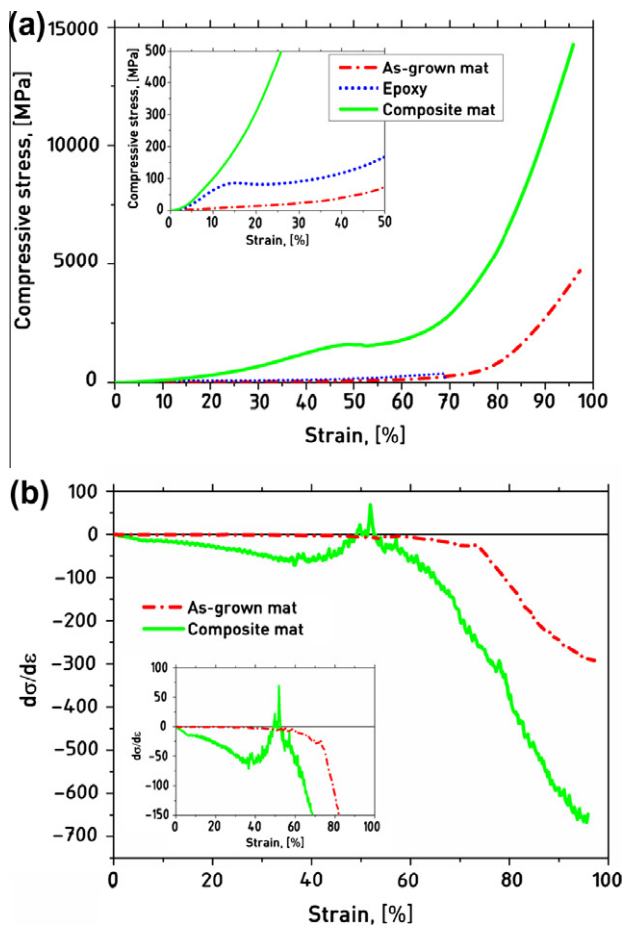 (a)
15000
10000
5000
0
Compressive stress, [MPa]
0 10 20 30 40 50 60 70 80 90 100
Strain, [%]
500
400
300
200
100
0
Compressive stress, [MPa]
0 10 20 30 40 50
Strain, [%]
As-grown mat
Epoxy
Composite mat
(b)
100
0
-100
-200
-300
-400
-500
-600
-700
dσ/dε
0 20 40 60 80 100
Strain, [%]
As-grown mat
Composite mat
100
50
0
-50
-100
-150
dσ/dε
0 20 40 60 80 100
Strain, [%]